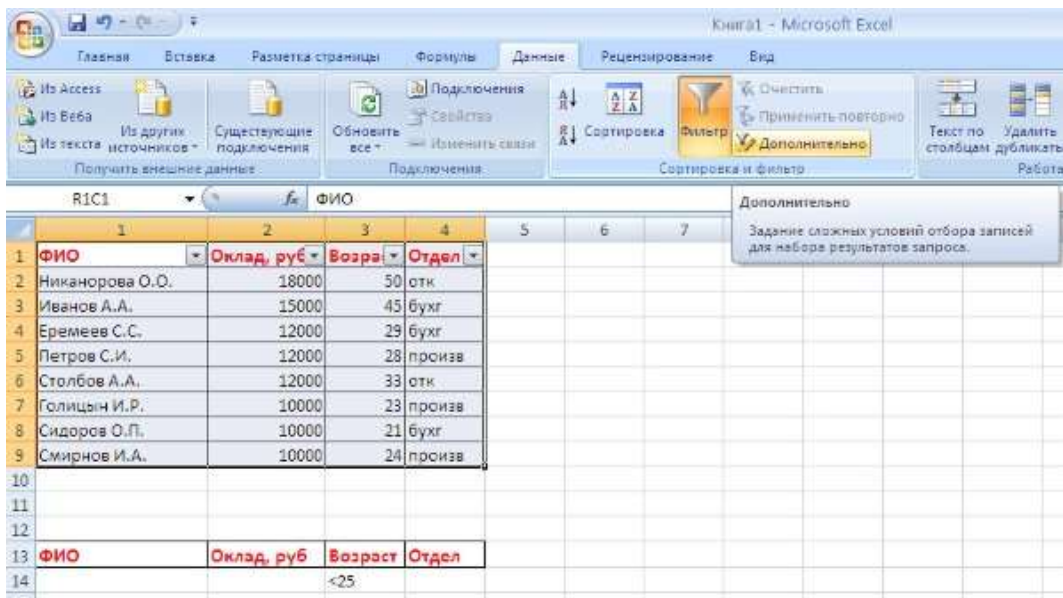 Книга1 - Microsoft Excel
Главная Вставка Разметка страницы Формулы Данные Рецензирование Вид
Из Access
Из Веба
Из текста
Из других источников
Существующие подключения
Обновить все
Подключения
Свойства
Изменить связи
Сортировка
Фильтр
Очистить
Применить повторно
Дополнительно
Текст по столбцам
Удалить дубликаты
Получить внешние данные
Подключения
Сортировка и фильтр
Работа
R1C1 fx ФИО
Дополнительно
Задание сложных условий отбора записей
для набора результатов запроса.
1 2 3 4 5 6 7
1 ФИО Оклад, руб Возра Отдел
2 Никанорова О.О. 18000 50 отк
3 Иванов А.А. 15000 45 бухг
4 Еремеев С.С. 12000 29 бухг
5 Петров С.И. 12000 28 произв
6 Столбов А.А. 12000 33 отк
7 Голицын И.Р. 10000 23 произв
8 Сидоров О.П. 10000 21 бухг
9 Смирнов И.А. 10000 24 произв
10
11
12
13 ФИО Оклад, руб Возраст Отдел
14 <25